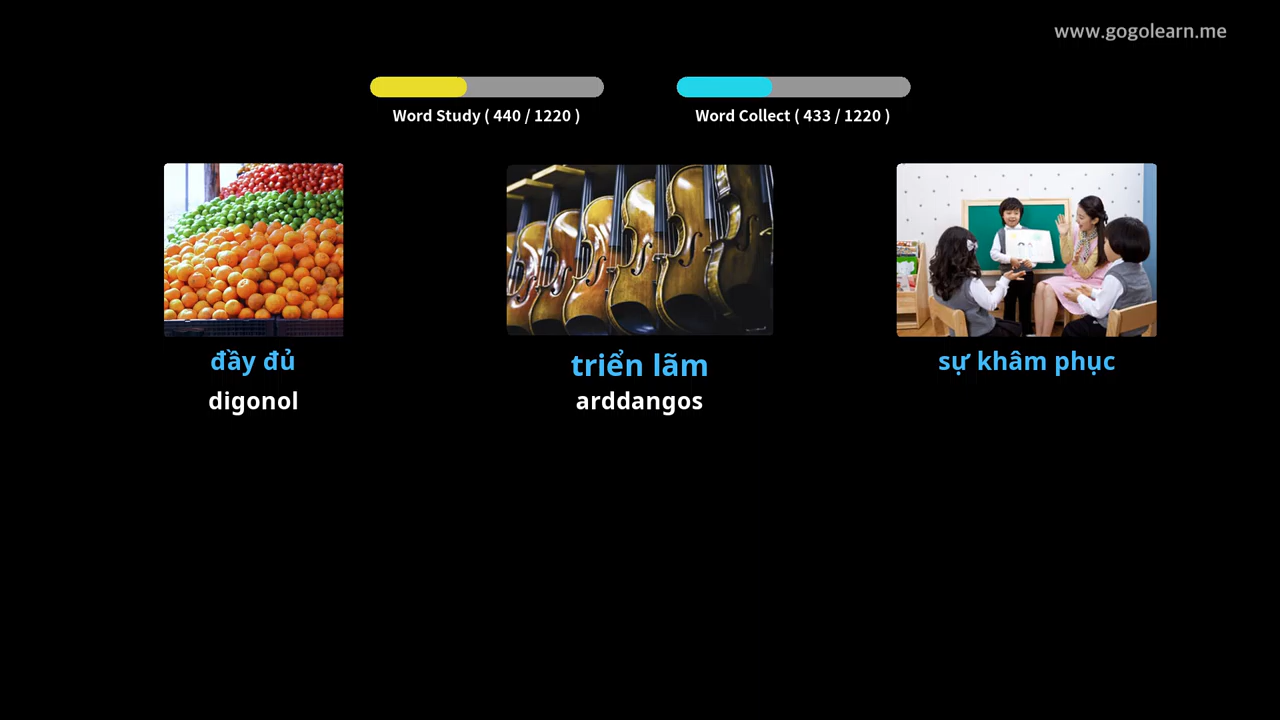 www.gogolearn.me
Word Study ( 440 / 1220 )
Word Collect ( 433 / 1220 )
đầy đủ
digonol
triển lãm
arddangos
sự khâm phục